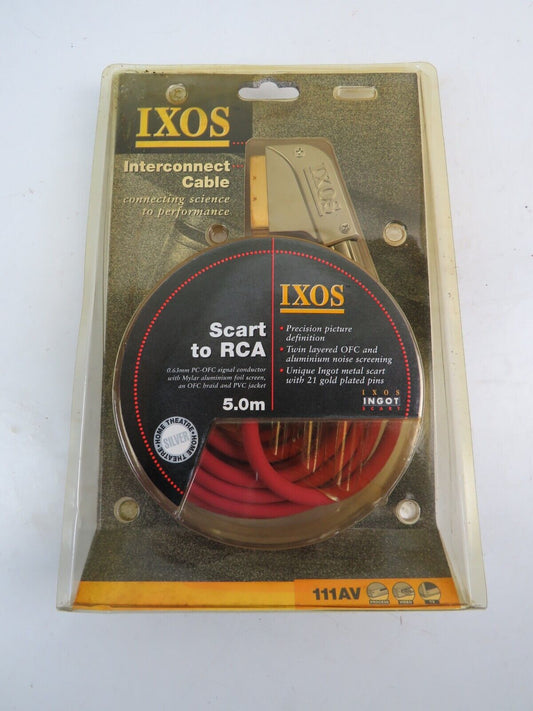 IXOS
Interconnect
Cable
connecting science
to performance
IXOS
IXOS™
Scart
to RCA
0.63mm PC-OFC signal conductor
with Mylar aluminium foil screen,
an OFC braid and PVC jacket
5.0m
• Precision picture
definition
• Twin layered OFC and
aluminium noise screening
• Unique Ingot metal scart
with 21 gold plated pins
IXOS
INGOT
SCART
•HOME THEATRE•
SILVER
HOME THEATRE
111AV
VIDEO
TV